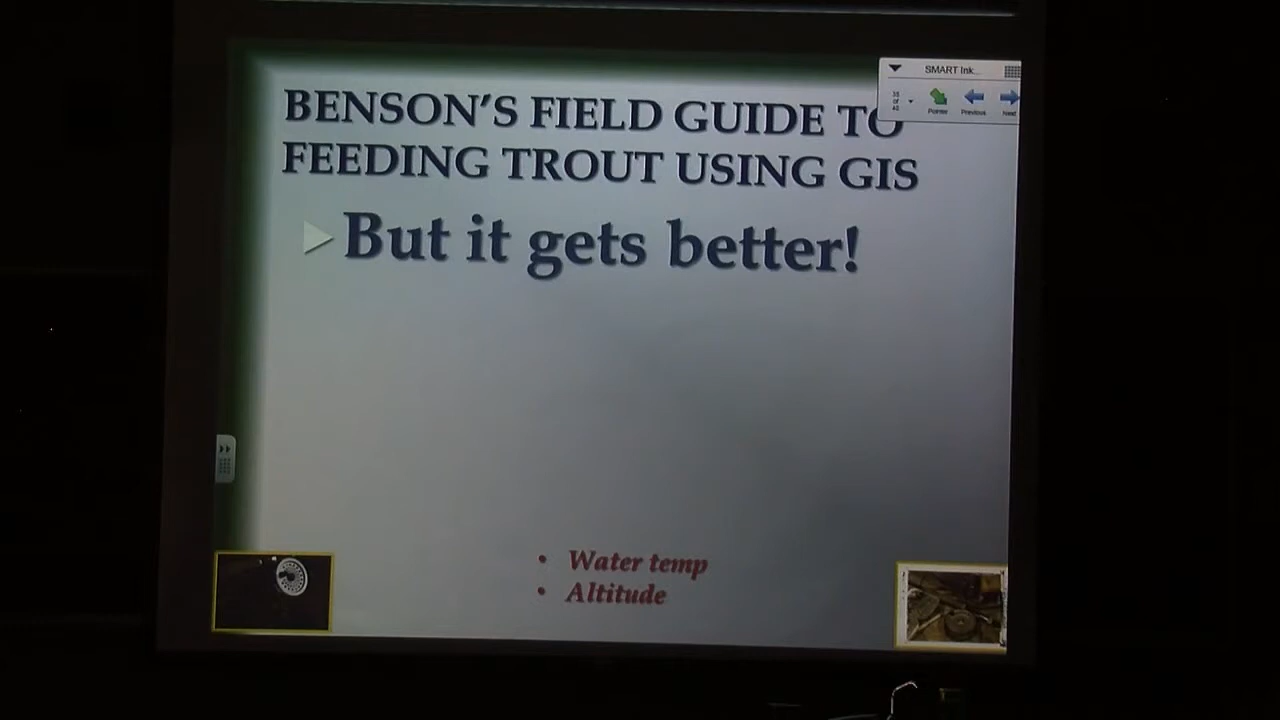 BENSON'S FIELD GUIDE TO
FEEDING TROUT USING GIS
But it gets better!
• Water temp
• Altitude
SMART Ink...
Pointer
Previous
Next